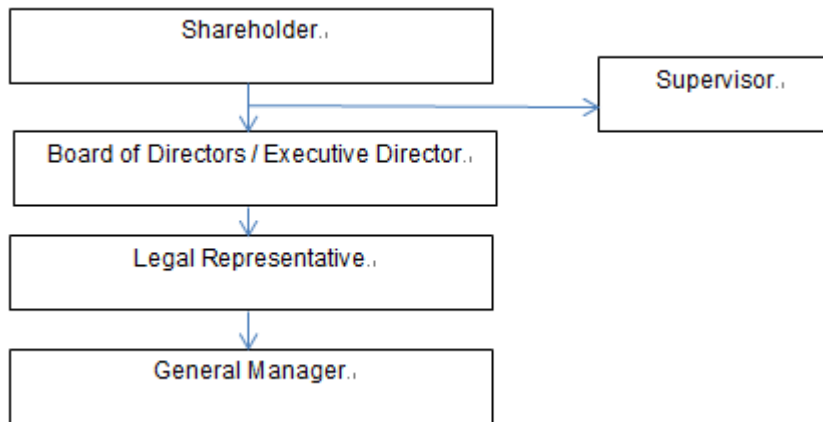 Shareholder
Supervisor
Board of Directors / Executive Director
Legal Representative
General Manager